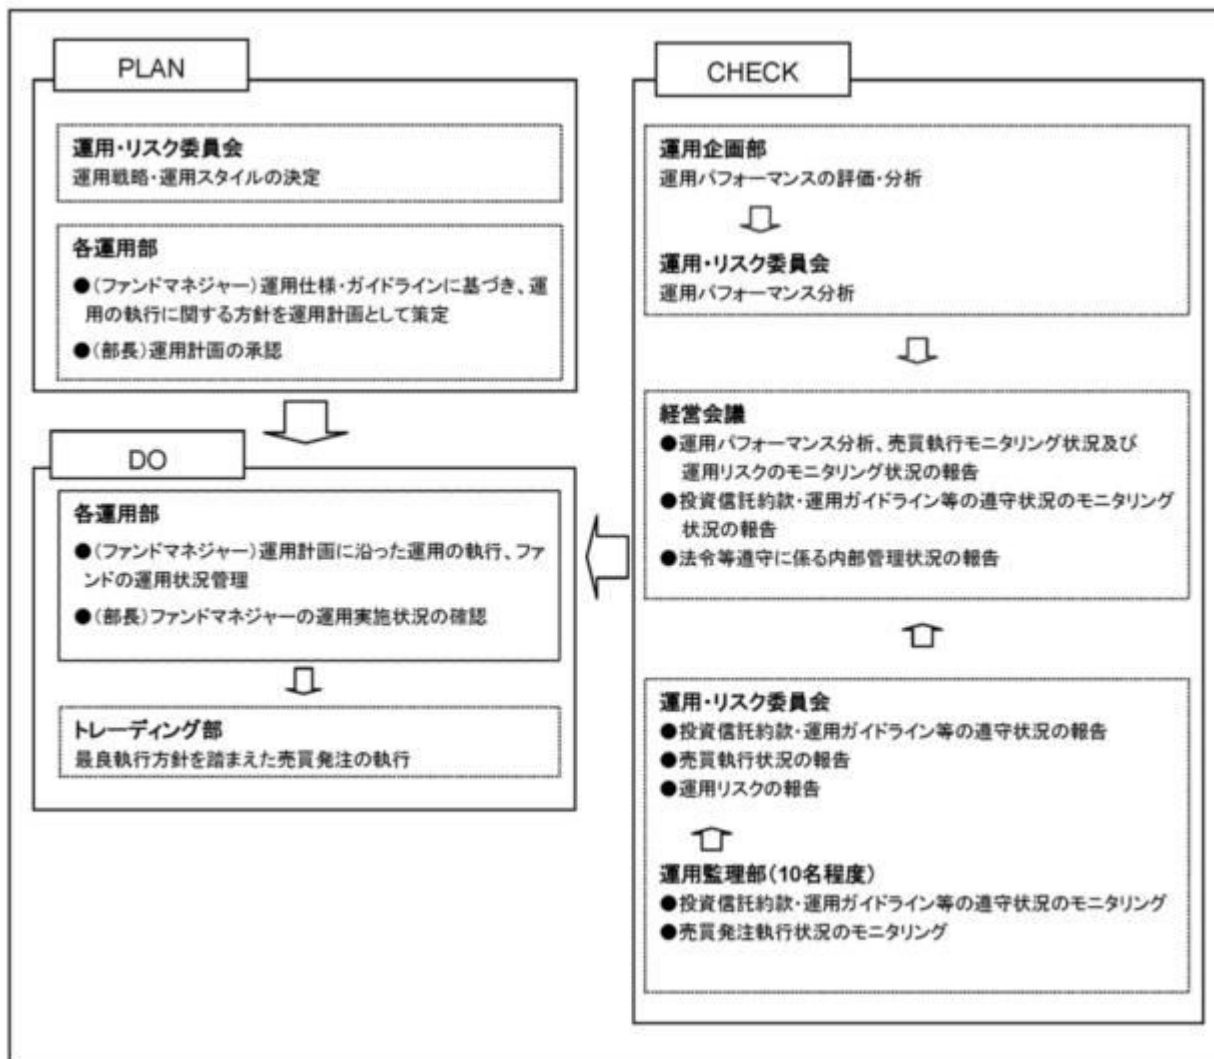 PLAN
運用・リスク委員会
運用戦略・運用スタイルの決定
各運用部
●(ファンドマネジャー)運用仕様・ガイドラインに基づき、運
用の執行に関する方針を運用計画として策定
●(部長)運用計画の承認
DO
各運用部
●(ファンドマネジャー)運用計画に沿った運用の執行、ファ
ンドの運用状況管理
●(部長)ファンドマネジャーの運用実施状況の確認
トレーディング部
最良執行方針を踏まえた売買発注の執行
CHECK
運用企画部
運用パフォーマンスの評価・分析
運用・リスク委員会
運用パフォーマンス分析
経営会議
●運用パフォーマンス分析、売買執行モニタリング状況及び
運用リスクのモニタリング状況の報告
●投資信託約款・運用ガイドライン等の遵守状況のモニタリング
状況の報告
●法令等遵守に係る内部管理状況の報告
運用・リスク委員会
●投資信託約款・運用ガイドライン等の遵守状況の報告
●売買執行状況の報告
●運用リスクの報告
運用監理部(10名程度)
●投資信託約款・運用ガイドライン等の遵守状況のモニタリング
●売買発注執行状況のモニタリング